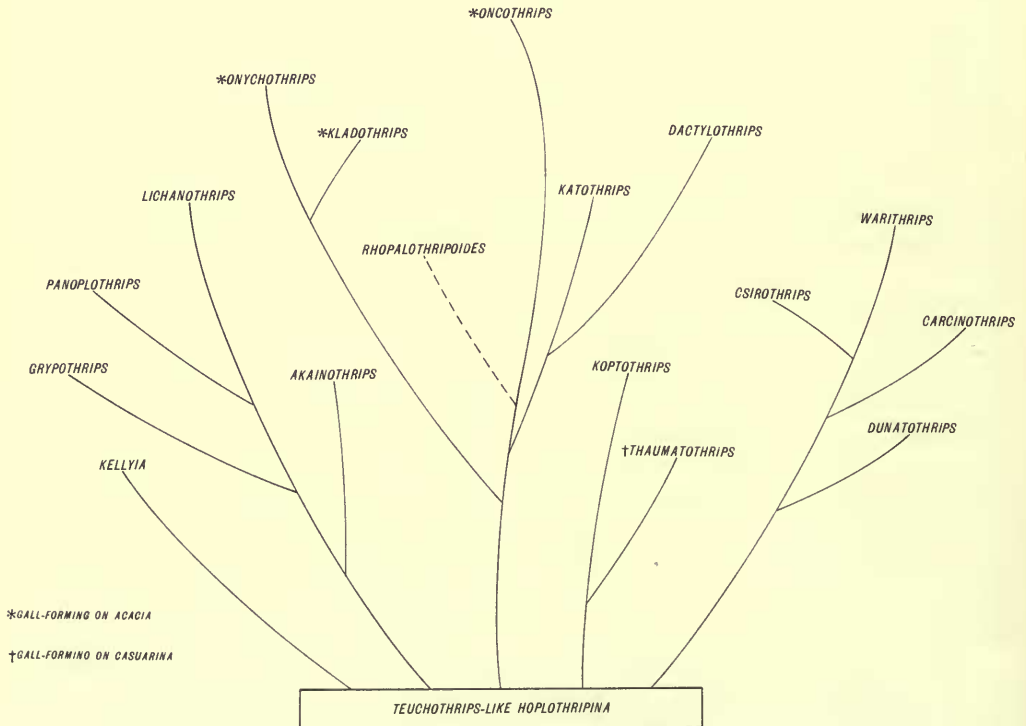 *ONCOTHRIPS
*ONYCHOTHRIPS
*KLADOTHRIPS
DACTYLOTHRIPS
LICHANOTHRIPS
KATOTHRIPS
WARITHRIPS
RHOPALOTHRIPOIDES
PANOPLOTHRIPS
CSIROTHRIPS
CARCINOTHRIPS
GRYPOTHRIPS
AKAINOTHRIPS
KOPTOTHRIPS
DUNATOTHRIPS
†THAUMATOTHRIPS
KELLYIA
*GALL-FORMING ON ACACIA
†GALL-FORMING ON CASUARINA
TEUCHOTHRIPS-LIKE HOPLOTHRIPINA